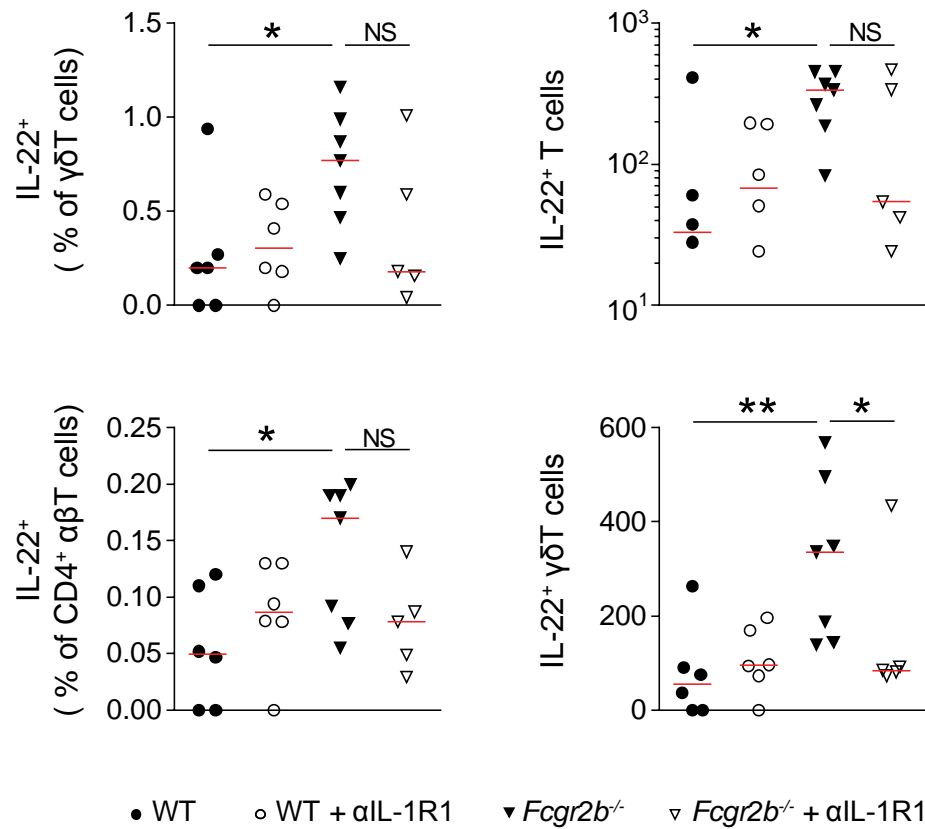 IL-22⁺
( % of γδT cells)
1.5
1.0
0.5
0.0
*
NS
IL-22⁺ T cells
10³
10²
10¹
*
NS
IL-22⁺
( % of CD4⁺ αβT cells)
0.25
0.20
0.15
0.10
0.05
0.00
*
NS
IL-22⁺ γδT cells
600
400
200
0
**
*
WT
WT + αIL-1R1
Fcgr2b⁻/⁻
Fcgr2b⁻/⁻ + αIL-1R1